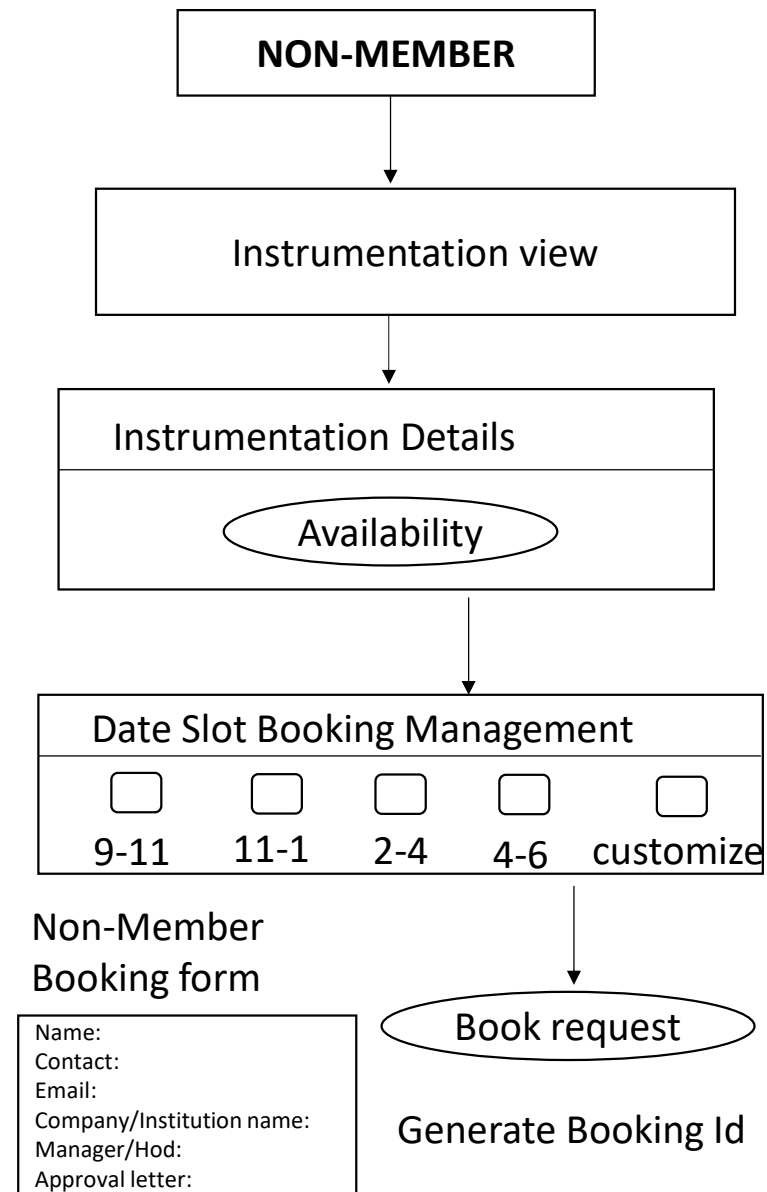 NON-MEMBER
Instrumentation view
Instrumentation Details
Availability
Date Slot Booking Management
9-11 11-1 2-4 4-6 customize
Non-Member
Booking form
Name:
Contact:
Email:
Company/Institution name:
Manager/Hod:
Approval letter:
Book request
Generate Booking Id